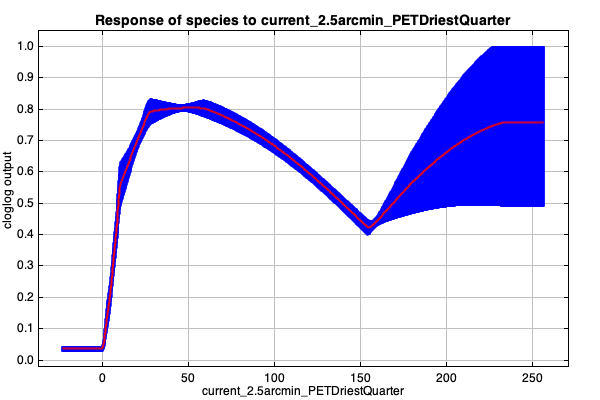 Response of species to current_2.5arcmin_PETDriestQuarter
cloglog output
1.0
0.9
0.8
0.7
0.6
0.5
0.4
0.3
0.2
0.1
0.0
0 50 100 150 200 250
current_2.5arcmin_PETDriestQuarter